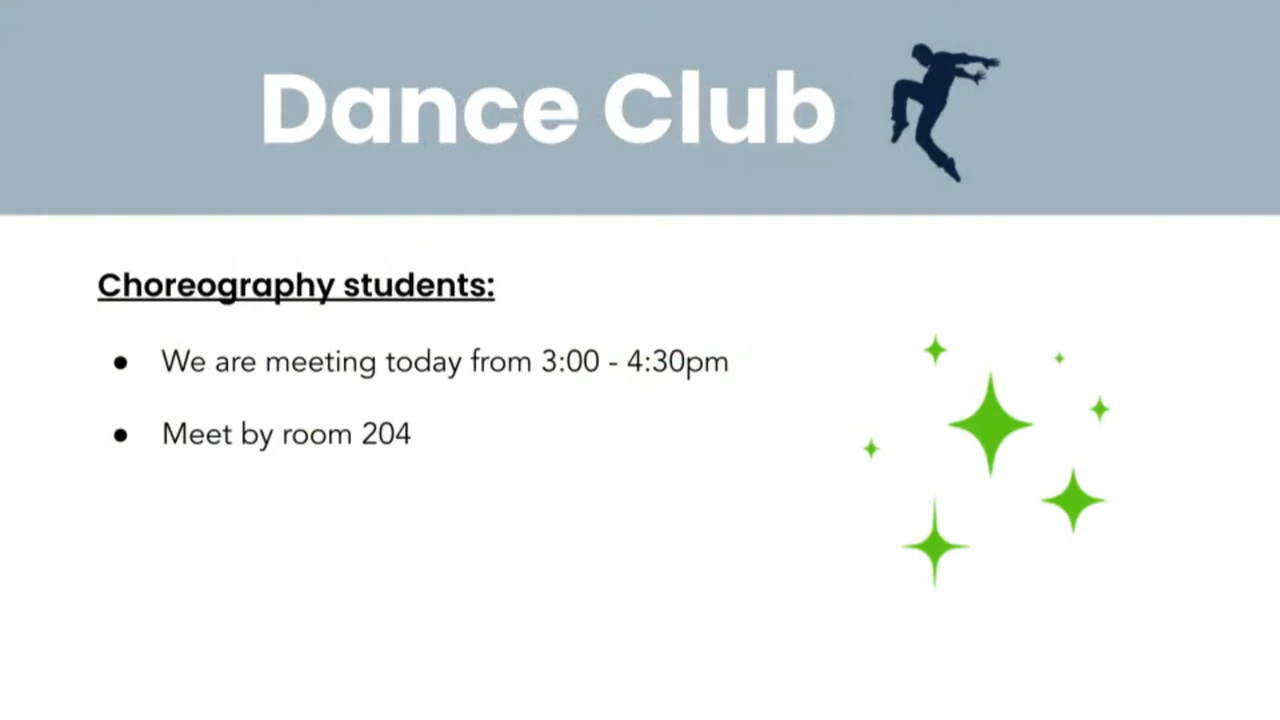 Dance Club
Choreography students:
● We are meeting today from 3:00 - 4:30pm
● Meet by room 204